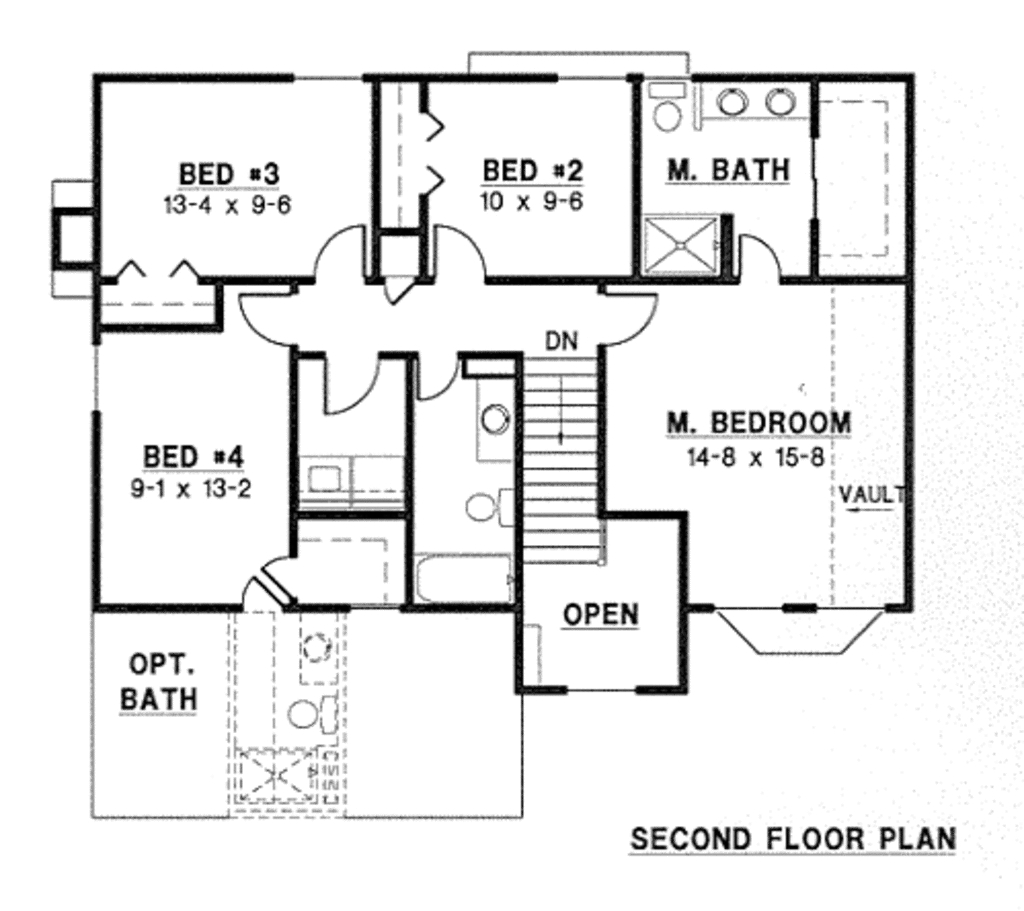 BED #3
13-4 x 9-6
BED #2
10 x 9-6
M. BATH
DN
M. BEDROOM
14-8 x 15-8
VAULT
BED #4
9-1 x 13-2
OPEN
OPT.
BATH
SECOND FLOOR PLAN